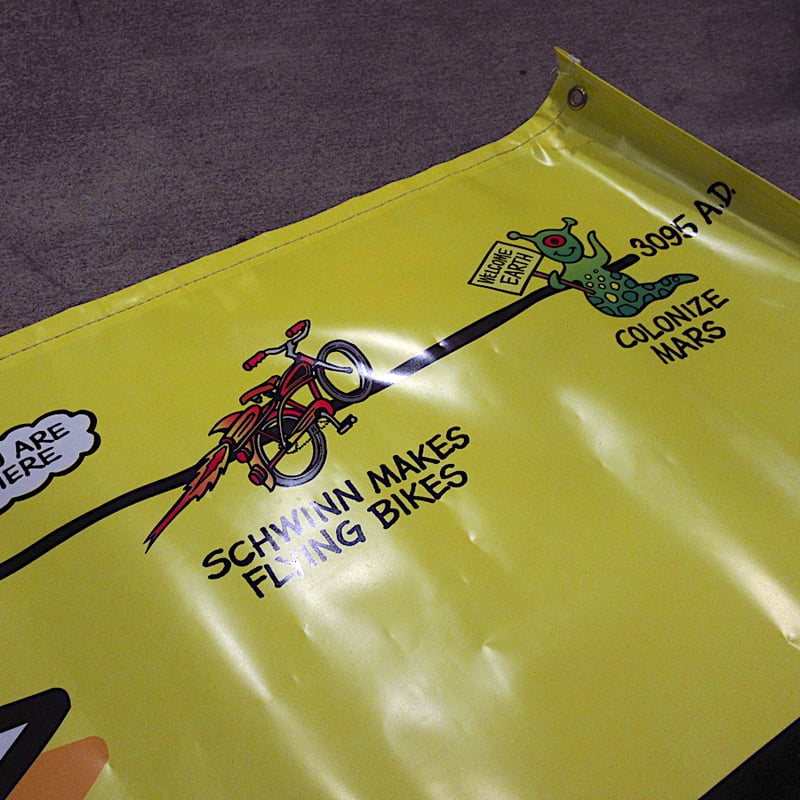 ARE
HERE
SCHWINN MAKES
FLYING BIKES
WELCOME
EARTH
3095 A.D.
COLONIZE
MARS